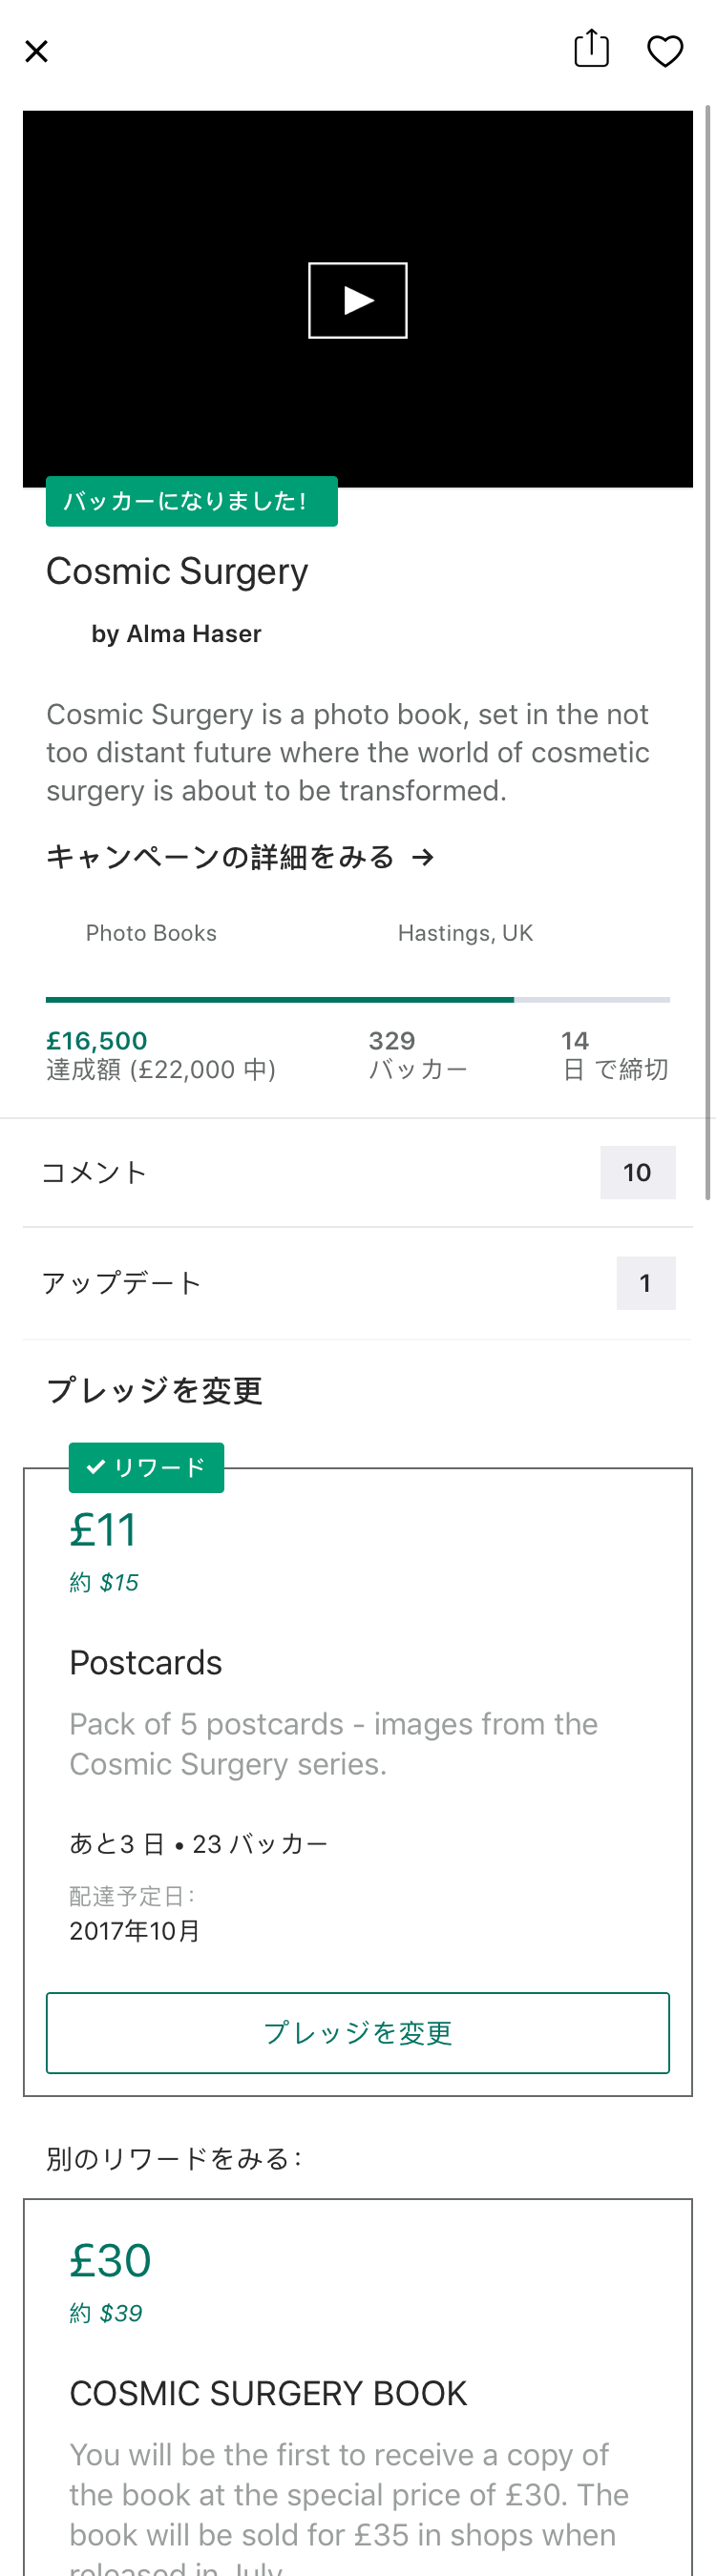 バッカーになりました!
Cosmic Surgery
by Alma Haser
Cosmic Surgery is a photo book, set in the not
too distant future where the world of cosmetic
surgery is about to be transformed.
キャンペーンの詳細をみる →
Photo Books Hastings, UK
£16,500 329 14
達成額 (£22,000 中) バッカー 日 で締切
コメント 10
アップデート 1
プレッジを変更
✓ リワード
£11
約 $15
Postcards
Pack of 5 postcards - images from the
Cosmic Surgery series.
あと3 日 • 23 バッカー
配達予定日:
2017年10月
プレッジを変更
別のリワードをみる:
£30
約 $39
COSMIC SURGERY BOOK
You will be the first to receive a copy of
the book at the special price of £30. The
book will be sold for £35 in shops when
released in July